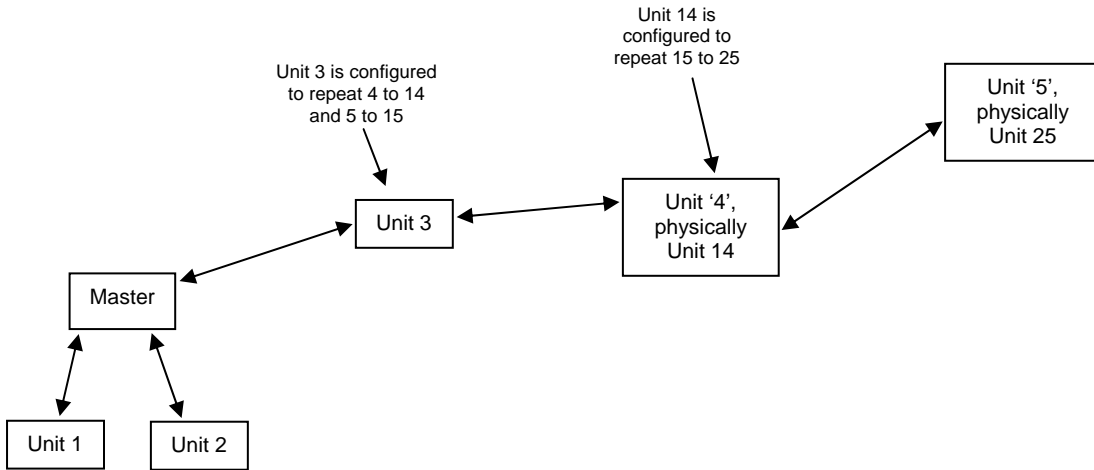 Unit 14 is
configured to
repeat 15 to 25
Unit 3 is configured
to repeat 4 to 14
and 5 to 15
Unit ‘5’,
physically
Unit 25
Unit ‘4’,
physically
Unit 14
Unit 3
Master
Unit 1
Unit 2